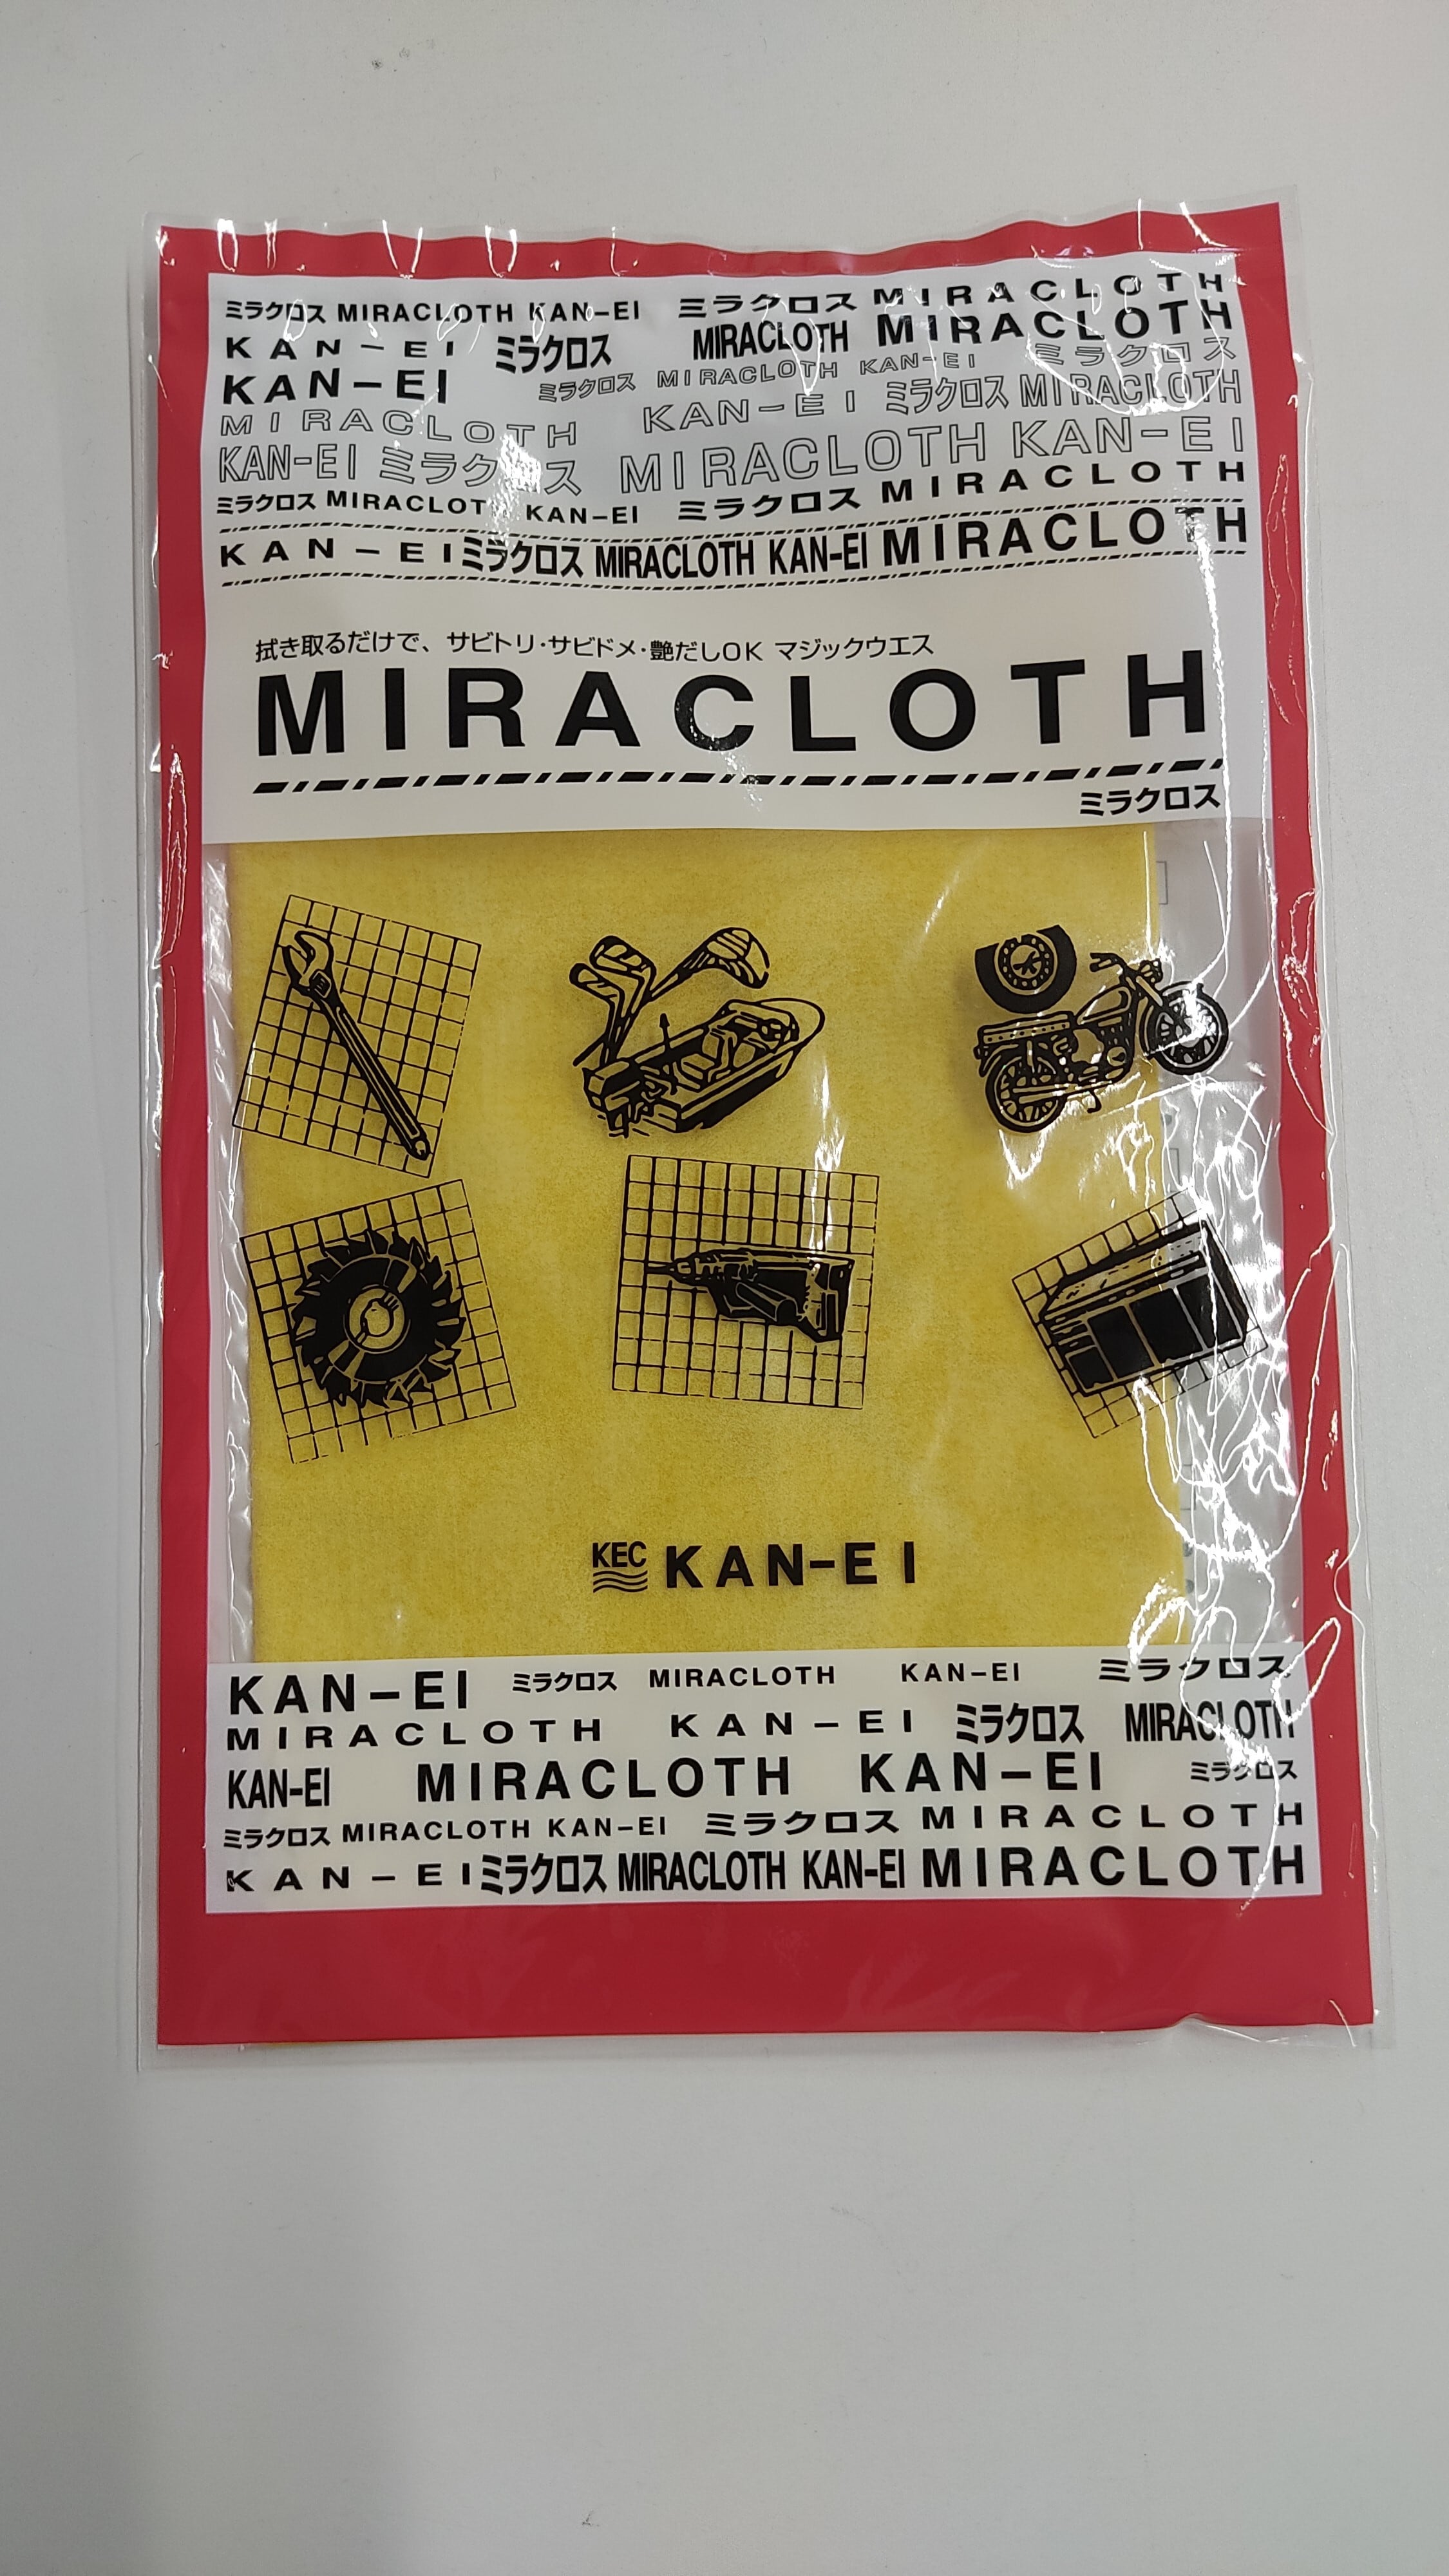 ミラクロス MIRACLOTH KAN-EI ミラクロス MIRACLOTH
KAN-EI ミラクロス MIRACLOTH MIRACLOTH
KAN-EI ミラクロス MIRACLOTH KAN-EI ミラクロス
MIRACLOTH KAN-EI ミラクロス MIRACLOTH
KAN-EI ミラクロス MIRACLOTH KAN-EI
ミラクロス MIRACLOTH KAN-EI ミラクロス MIRACLOTH
KAN-EI ミラクロス MIRACLOTH KAN-EI MIRACLOTH
拭き取るだけで、サビトリ・サビドメ・艶だしOK マジックウエス
MIRACLOTH
ミラクロス
KEC KAN-EI
KAN-EI ミラクロス MIRACLOTH KAN-EI ミラクロス
MIRACLOTH KAN-EI ミラクロス MIRACLOTH
KAN-EI MIRACLOTH KAN-EI ミラクロス
ミラクロス MIRACLOTH KAN-EI ミラクロス MIRACLOTH
KAN-EI ミラクロス MIRACLOTH KAN-EI MIRACLOTH